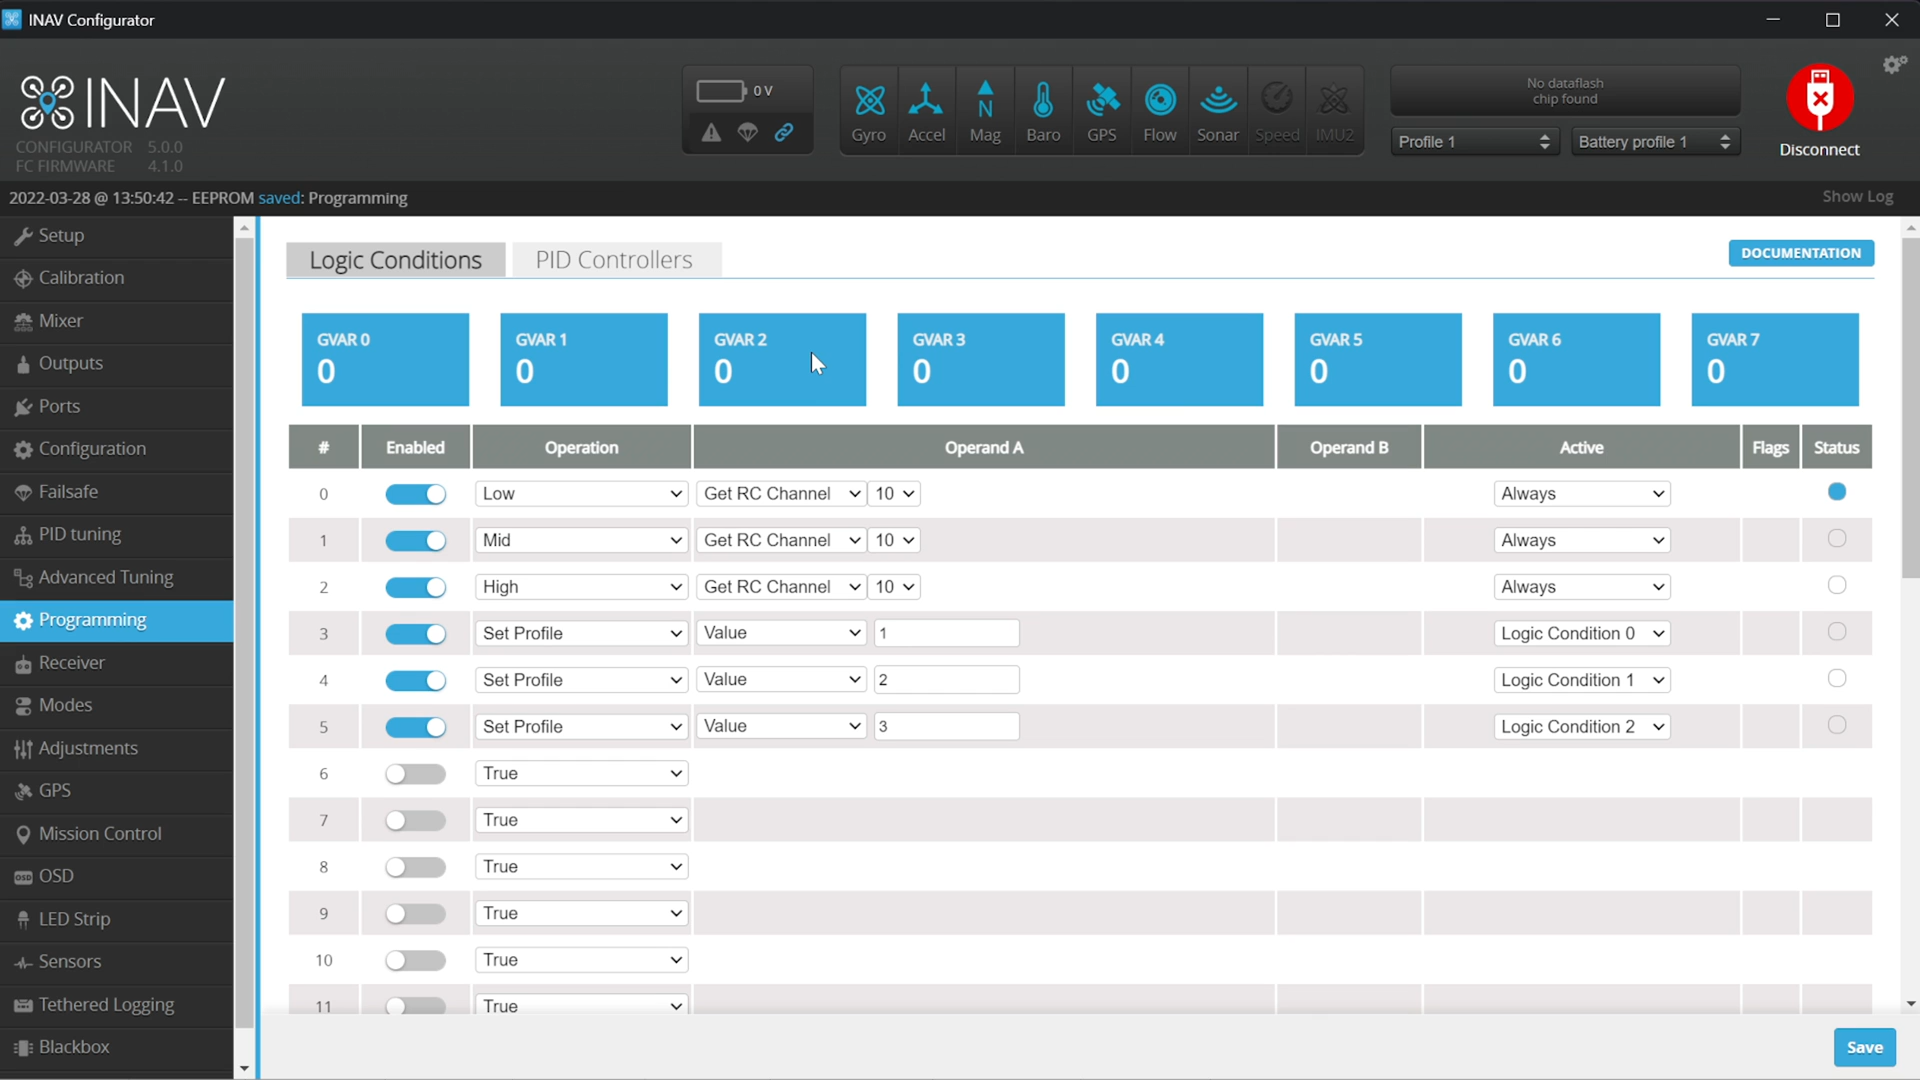 INAV Configurator
INAV
CONFIGURATOR 5.0.0
FC FIRMWARE 4.1.0
0 V
Gyro
Accel
N
Mag
Baro
GPS
Flow
Sonar
Speed
IMU2
No dataflash
chip found
Profile 1
Battery profile 1
Disconnect
2022-03-28 @ 13:50:42 -- EEPROM saved: Programming
Show Log
Setup
Calibration
Mixer
Outputs
Ports
Configuration
Failsafe
PID tuning
Advanced Tuning
Programming
Receiver
Modes
Adjustments
GPS
Mission Control
OSD OSD
LED Strip
Sensors
Tethered Logging
Blackbox
Logic Conditions
PID Controllers
DOCUMENTATION
GVAR 0
0
GVAR 1
0
GVAR 2
0
GVAR 3
0
GVAR 4
0
GVAR 5
0
GVAR 6
0
GVAR 7
0
# Enabled Operation Operand A Operand B Active Flags Status
0 Low Get RC Channel 10 Always
1 Mid Get RC Channel 10 Always
2 High Get RC Channel 10 Always
3 Set Profile Value 1 Logic Condition 0
4 Set Profile Value 2 Logic Condition 1
5 Set Profile Value 3 Logic Condition 2
6 True
7 True
8 True
9 True
10 True
11 True
Save